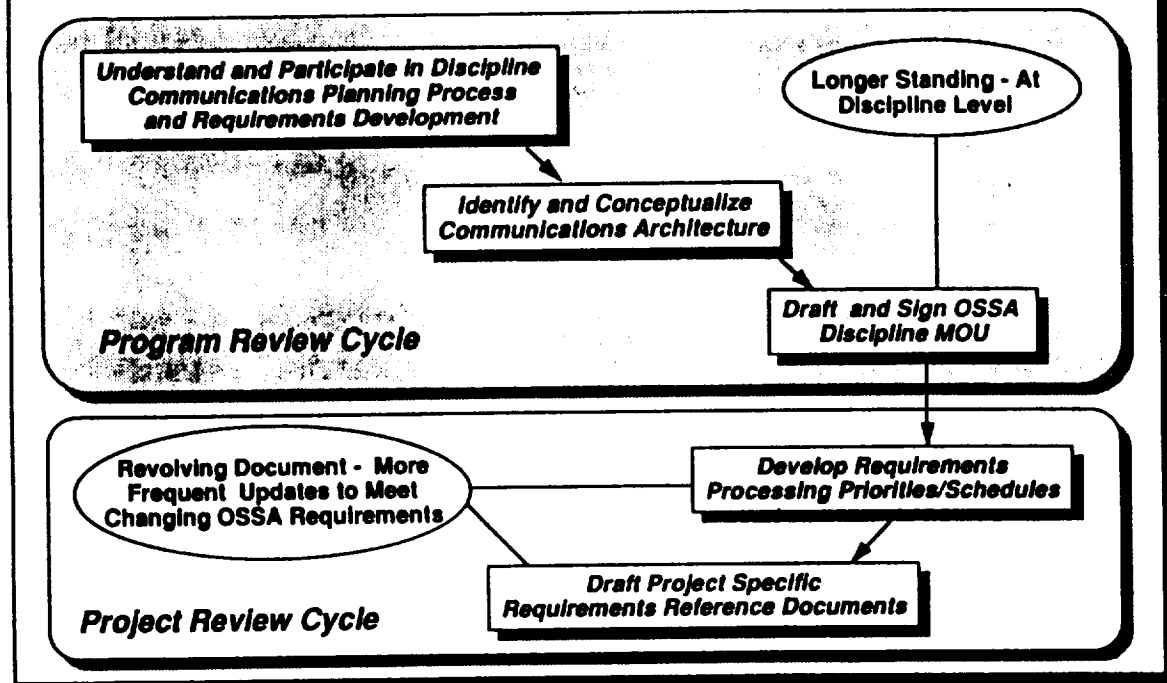 Understand and Participate in Discipline
Communications Planning Process
and Requirements Development
Longer Standing - At
Discipline Level
Identify and Conceptualize
Communications Architecture
Draft and Sign OSSA
Discipline MOU
Program Review Cycle
Revolving Document - More
Frequent Updates to Meet
Changing OSSA Requirements
Develop Requirements
Processing Priorities/Schedules
Draft Project Specific
Requirements Reference Documents
Project Review Cycle